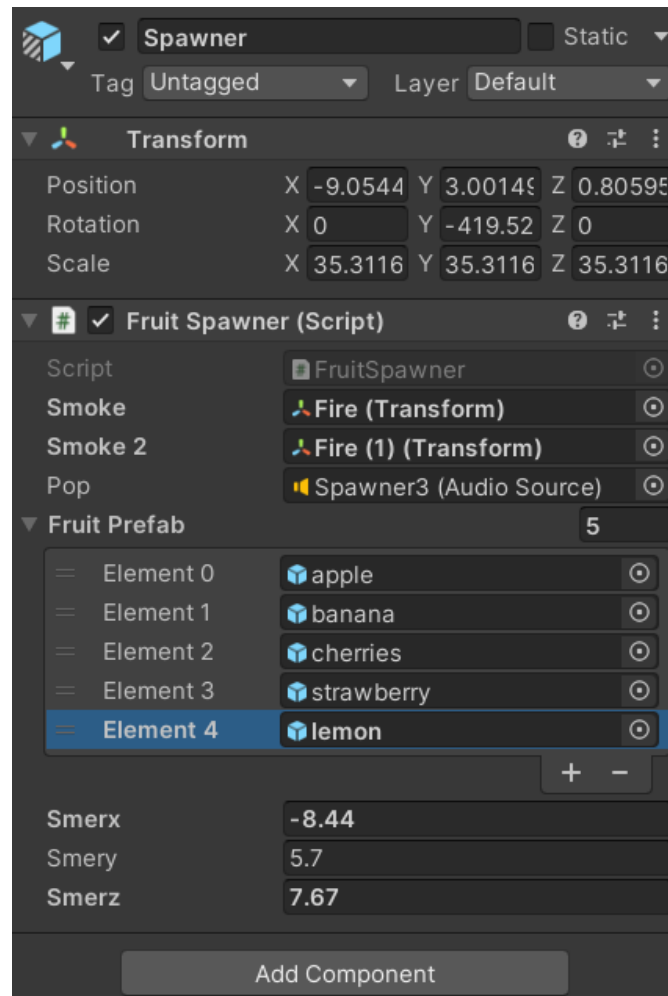 Spawner Static
Tag Untagged Layer Default
Transform
Position X -9.0544 Y 3.00149 Z 0.80595
Rotation X 0 Y -419.52 Z 0
Scale X 35.3116 Y 35.3116 Z 35.3116
# Fruit Spawner (Script)
Script FruitSpawner
Smoke Fire (Transform)
Smoke 2 Fire (1) (Transform)
Pop Spawner3 (Audio Source)
Fruit Prefab 5
Element 0 apple
Element 1 banana
Element 2 cherries
Element 3 strawberry
Element 4 lemon
+ −
Smerx -8.44
Smery 5.7
Smerz 7.67
Add Component